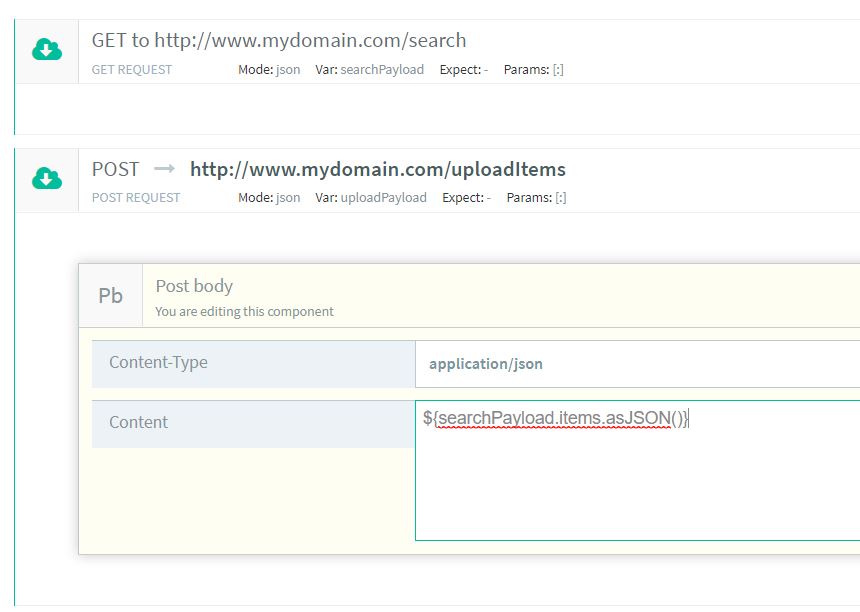 GET to http://www.mydomain.com/search
GET REQUEST Mode: json Var: searchPayload Expect: - Params: [:]
POST → http://www.mydomain.com/uploadItems
POST REQUEST Mode: json Var: uploadPayload Expect: - Params: [:]
Pb Post body
You are editing this component
Content-Type application/json
Content ${searchPayload.items.asJSON()}